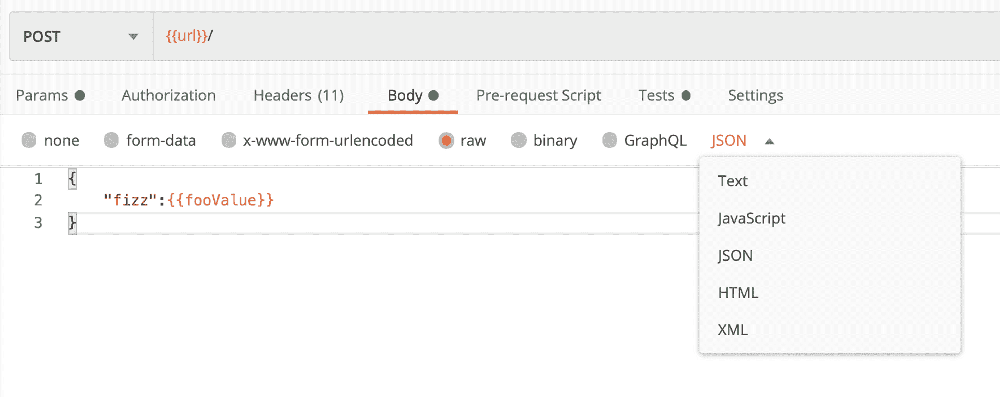 POST {{url}}/
Params Authorization Headers (11) Body Pre-request Script Tests Settings
none form-data x-www-form-urlencoded raw binary GraphQL JSON
1 {
2 "fizz":{{fooValue}}
3 }
Text
JavaScript
JSON
HTML
XML